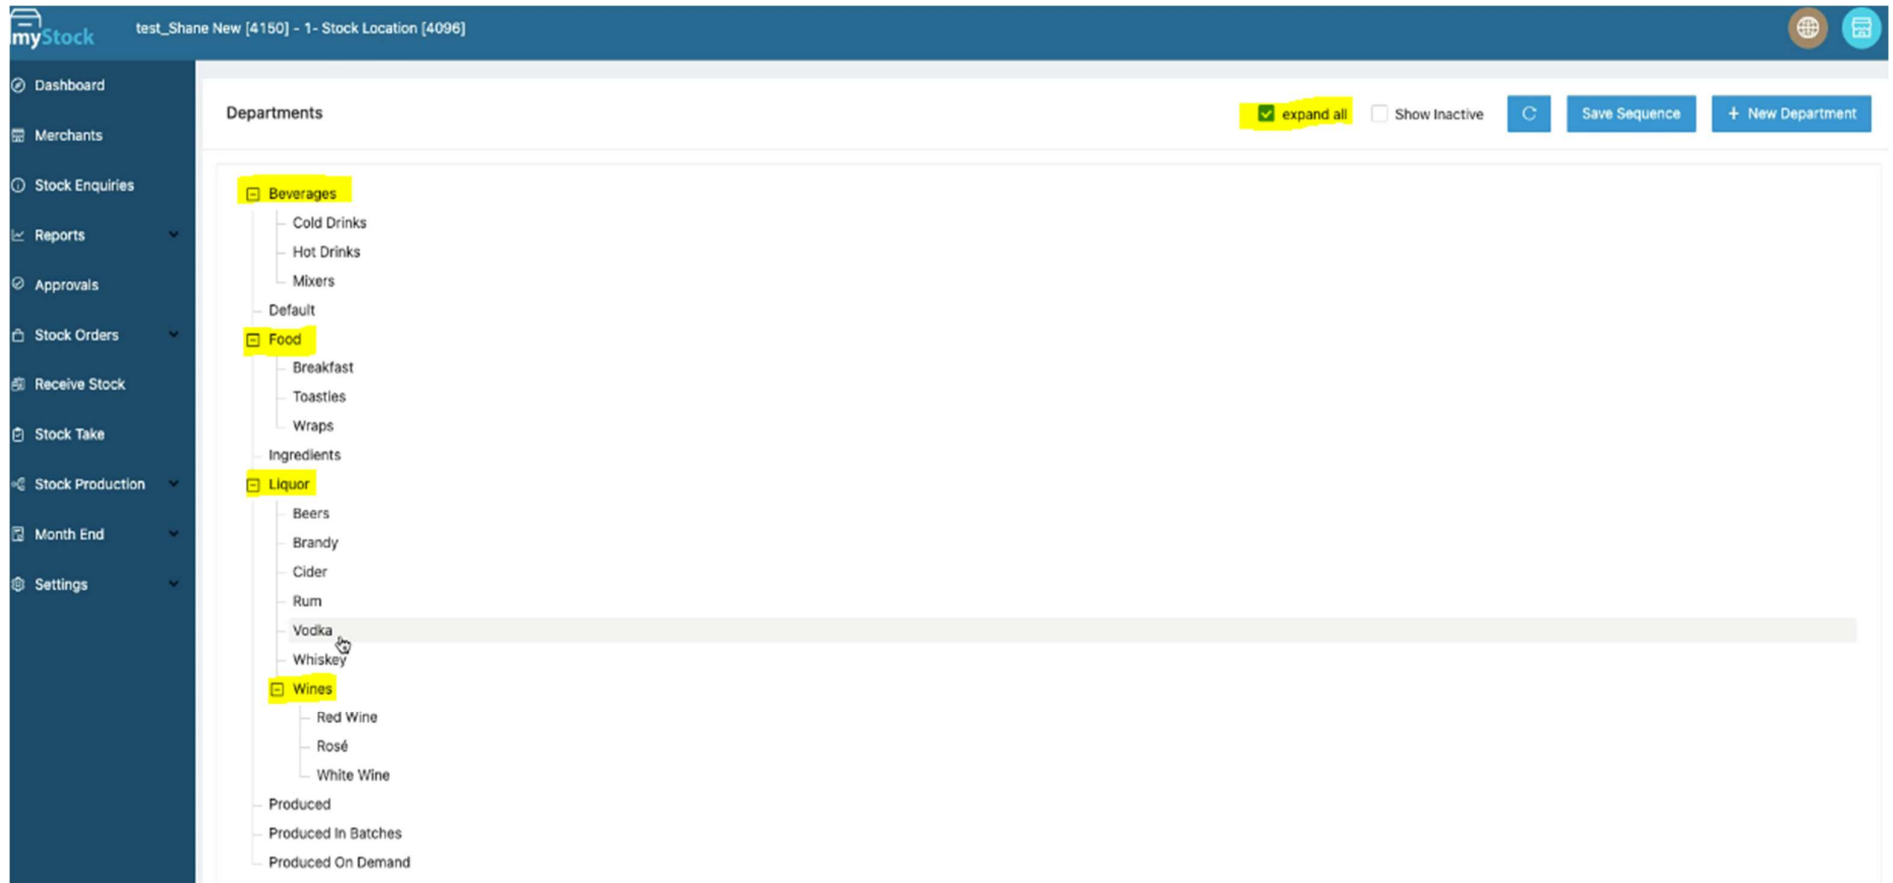 myStock
test_Shane New [4150] - 1- Stock Location [4096]
Dashboard
Merchants
Stock Enquiries
Reports
Approvals
Stock Orders
Receive Stock
Stock Take
Stock Production
Month End
Settings
Departments
expand all
Show Inactive
Save Sequence
+ New Department
Beverages
Cold Drinks
Hot Drinks
Mixers
Default
Food
Breakfast
Toasties
Wraps
Ingredients
Liquor
Beers
Brandy
Cider
Rum
Vodka
Whiskey
Wines
Red Wine
Rosé
White Wine
Produced
Produced In Batches
Produced On Demand